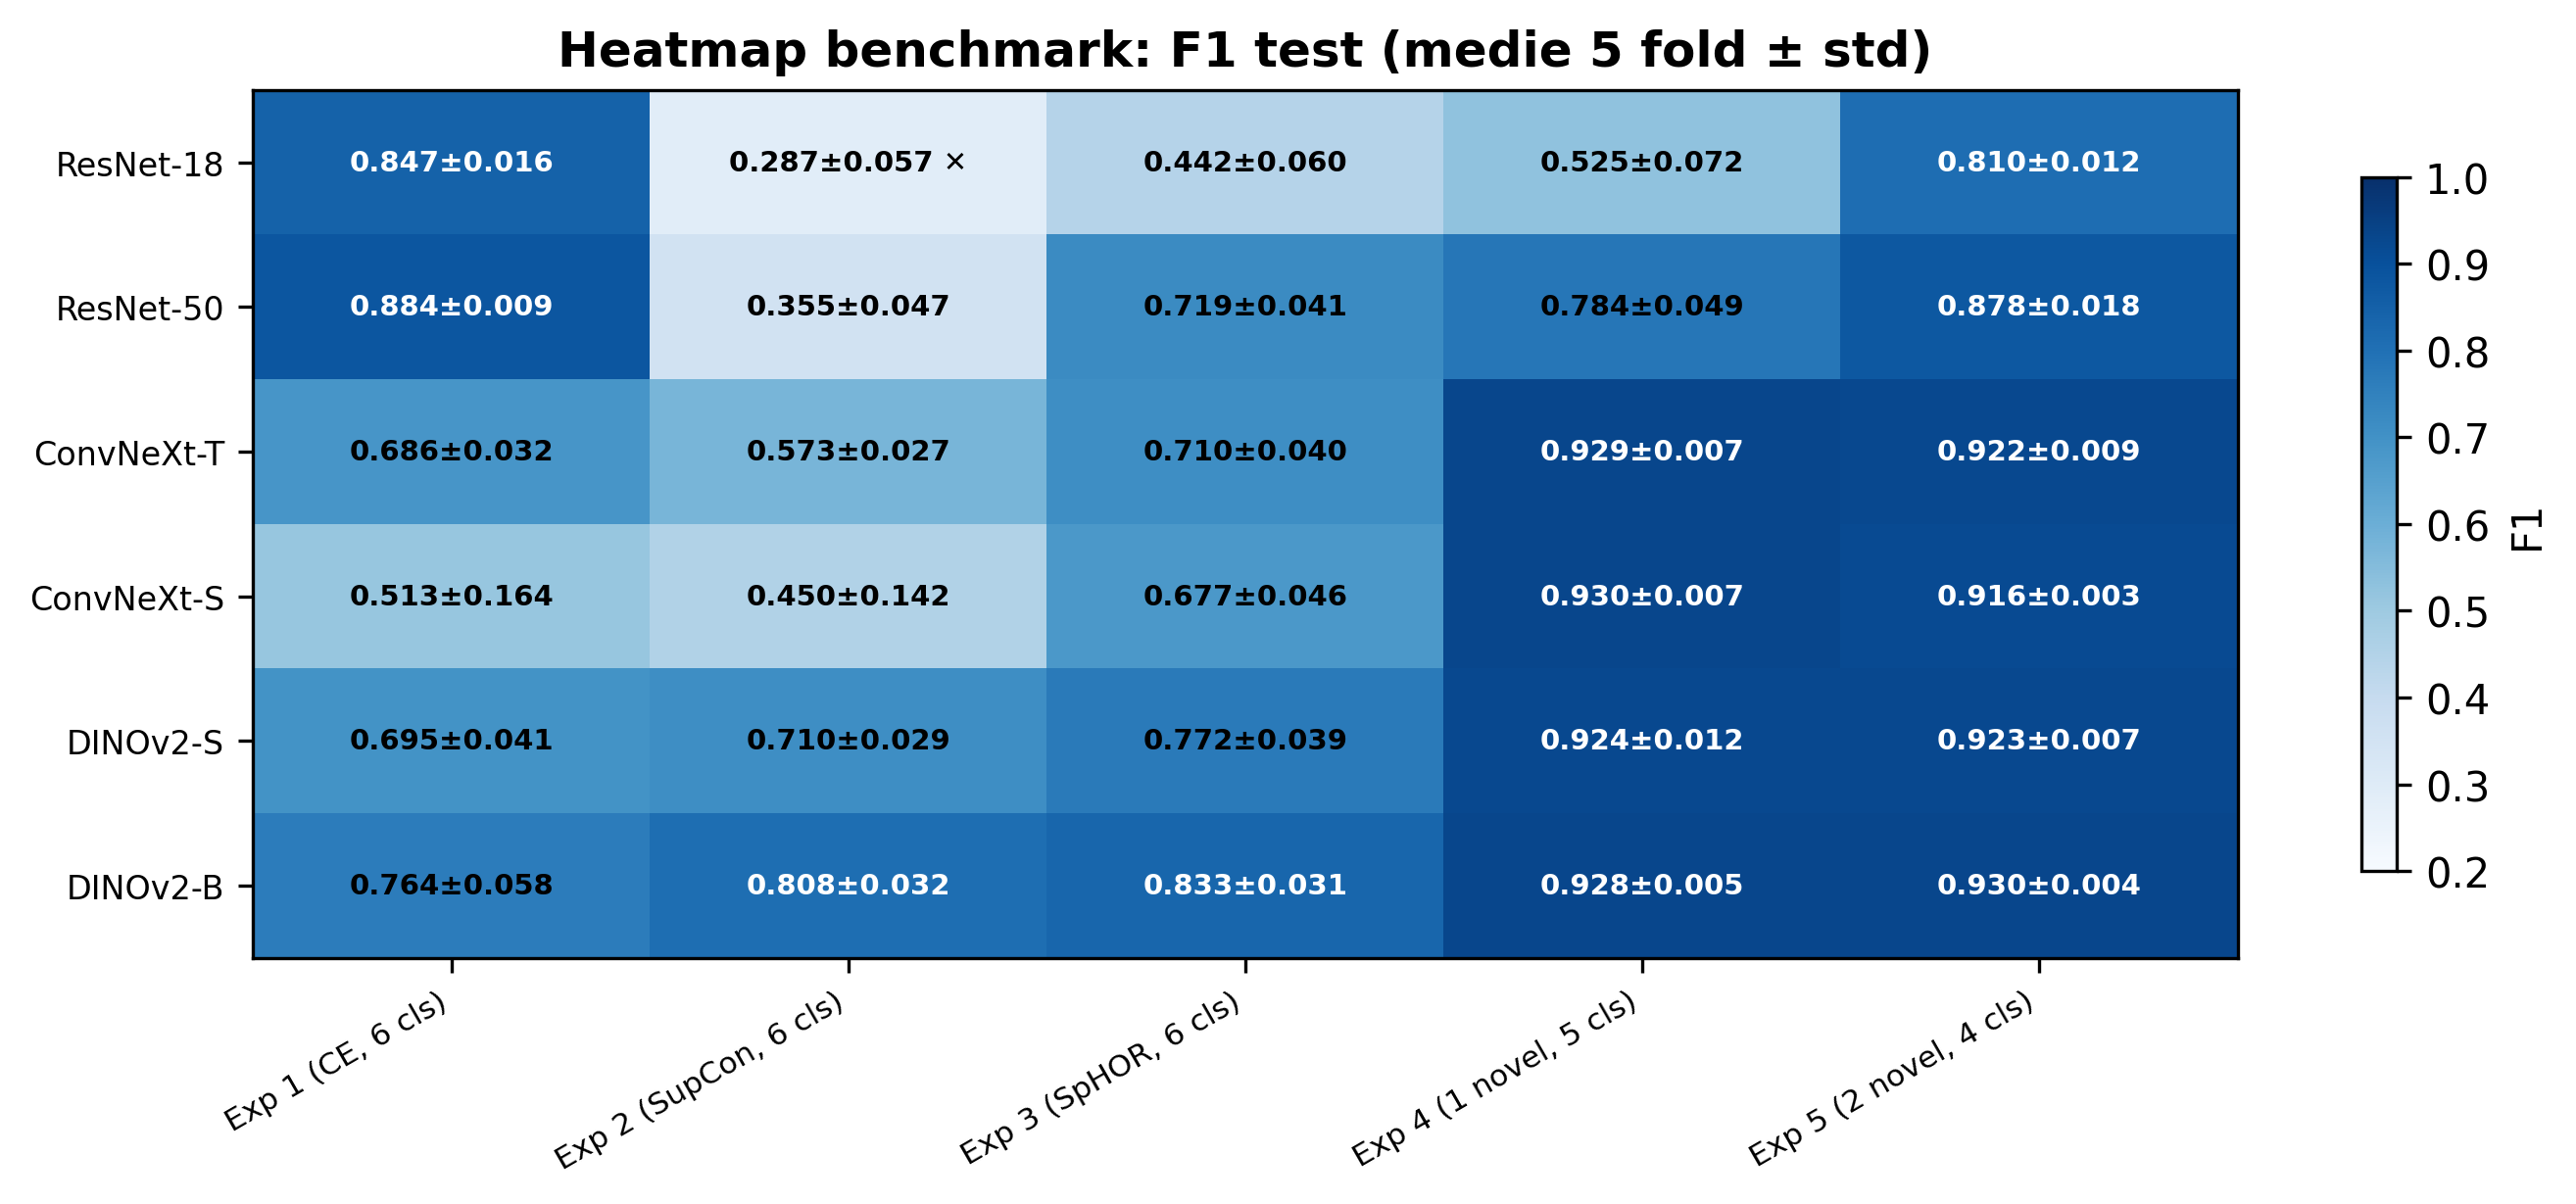 Heatmap benchmark: F1 test (medie 5 fold ± std)
ResNet-18 0.847±0.016 0.287±0.057 × 0.442±0.060 0.525±0.072 0.810±0.012
ResNet-50 0.884±0.009 0.355±0.047 0.719±0.041 0.784±0.049 0.878±0.018
ConvNeXt-T 0.686±0.032 0.573±0.027 0.710±0.040 0.929±0.007 0.922±0.009
ConvNeXt-S 0.513±0.164 0.450±0.142 0.677±0.046 0.930±0.007 0.916±0.003
DINOv2-S 0.695±0.041 0.710±0.029 0.772±0.039 0.924±0.012 0.923±0.007
DINOv2-B 0.764±0.058 0.808±0.032 0.833±0.031 0.928±0.005 0.930±0.004
Exp 1 (CE, 6 cls)
Exp 2 (SupCon, 6 cls)
Exp 3 (SpHOR, 6 cls)
Exp 4 (1 novel, 5 cls)
Exp 5 (2 novel, 4 cls)
1.0
0.9
0.8
0.7
0.6
0.5
0.4
0.3
0.2
F1